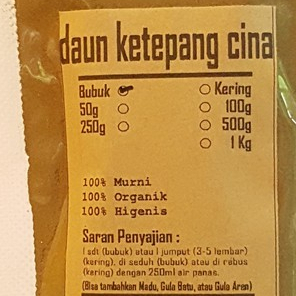 daun ketepang cina
Bubuk Kering
50g 100g
250g 500g
1 Kg
100% Murni
100% Organik
100% Higenis
Saran Penyajian :
1 sdt (bubuk) atau 1 jumput (3-5 lembar)
(kering), di seduh (bubuk) atau di rebus
(kering) dengan 250ml air panas.
(Bisa tambahkan Madu, Gula Batu, atau Gula Aren)